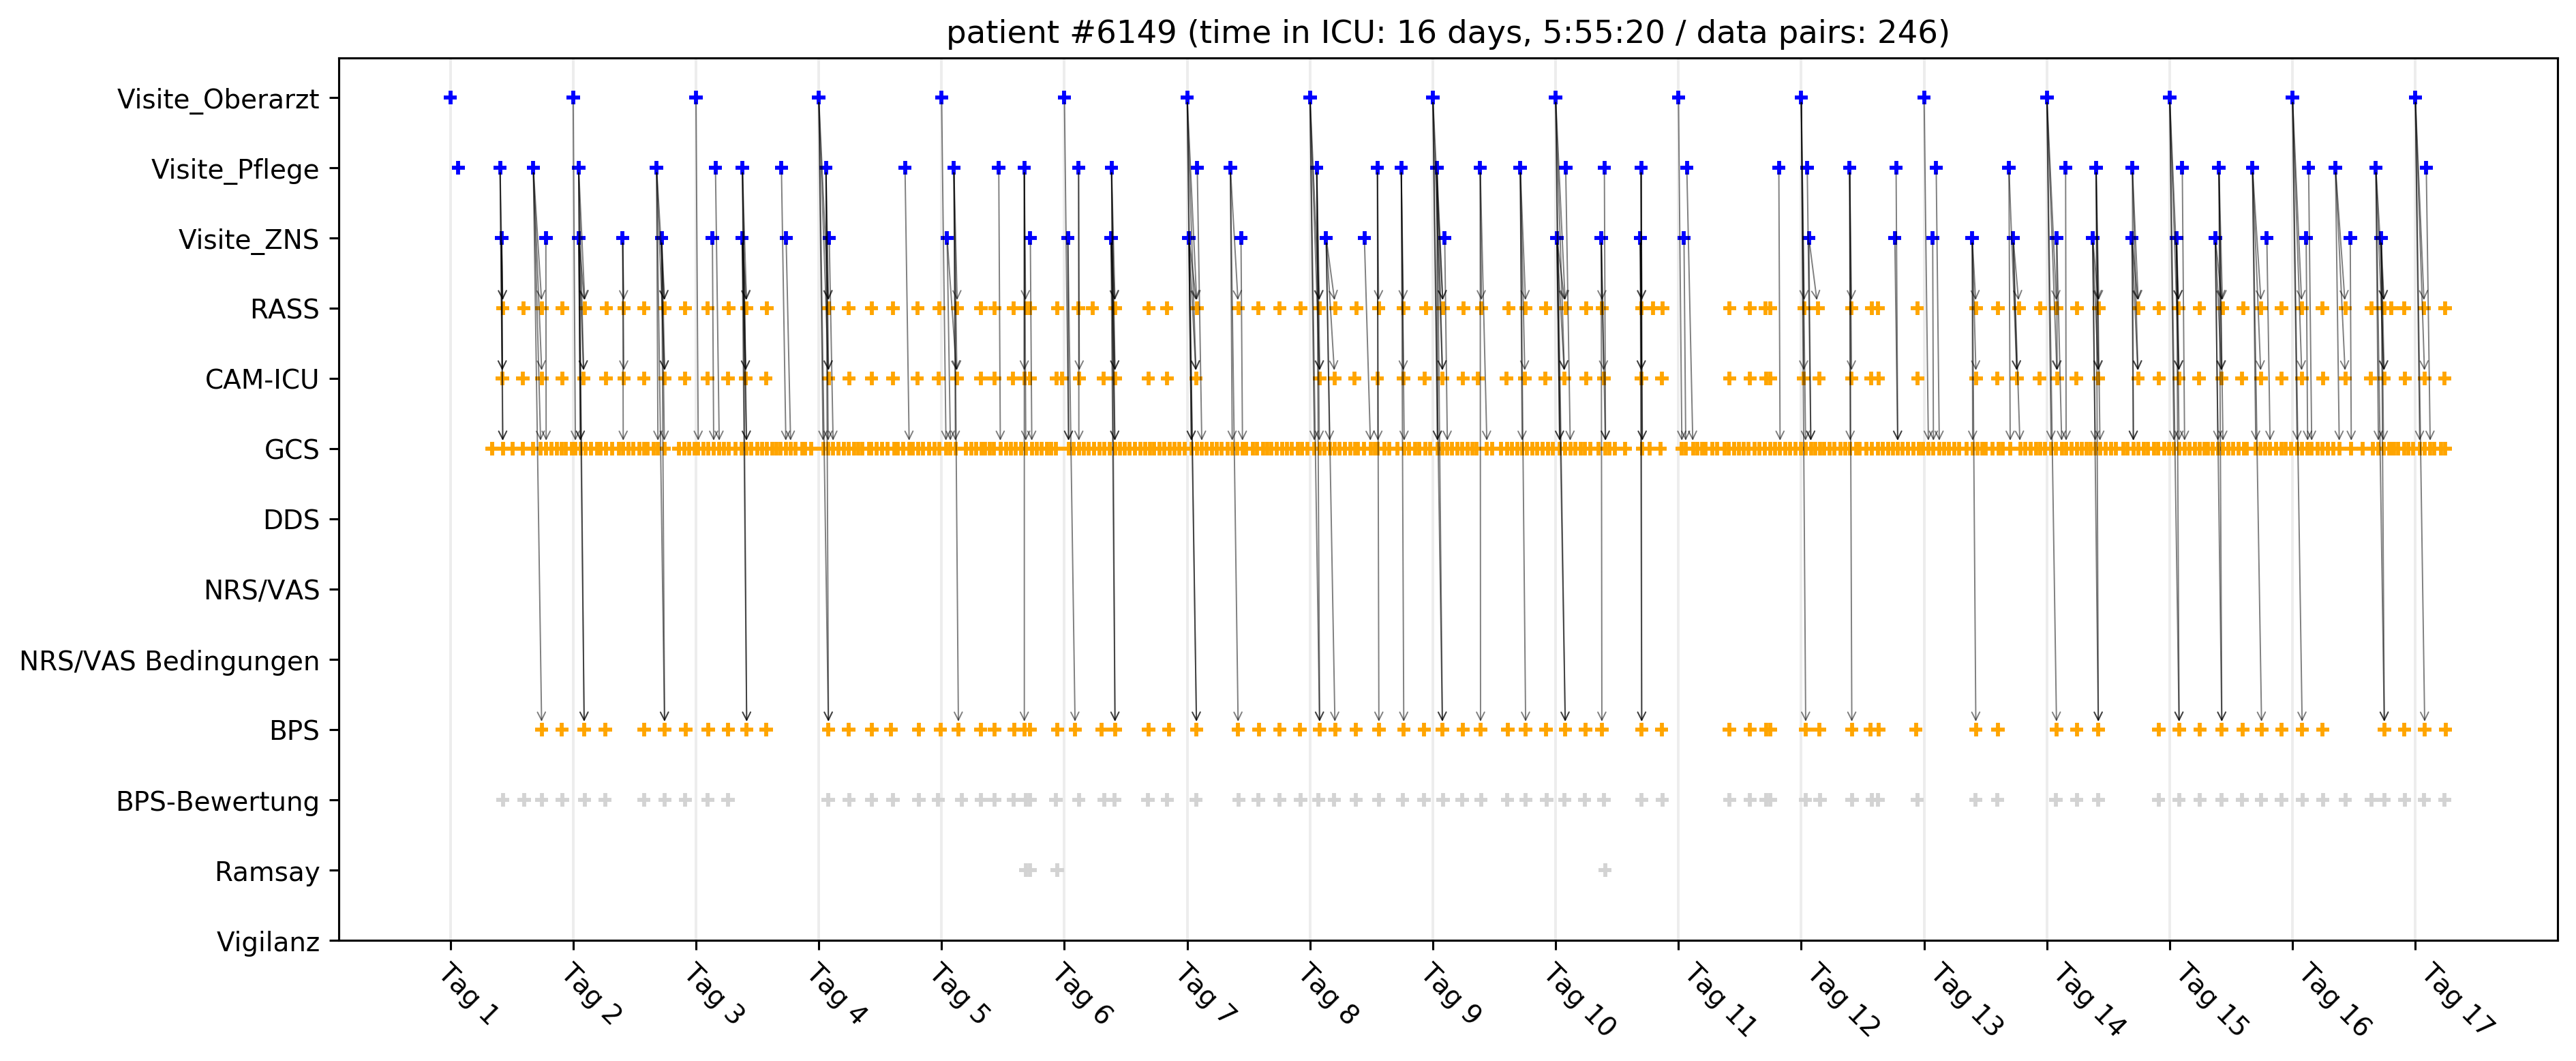 patient #6149 (time in ICU: 16 days, 5:55:20 / data pairs: 246)
Visite_Oberarzt
Visite_Pflege
Visite_ZNS
RASS
CAM-ICU
GCS
DDS
NRS/VAS
NRS/VAS Bedingungen
BPS
BPS-Bewertung
Ramsay
Vigilanz
Tag 1
Tag 2
Tag 3
Tag 4
Tag 5
Tag 6
Tag 7
Tag 8
Tag 9
Tag 10
Tag 11
Tag 12
Tag 13
Tag 14
Tag 15
Tag 16
Tag 17